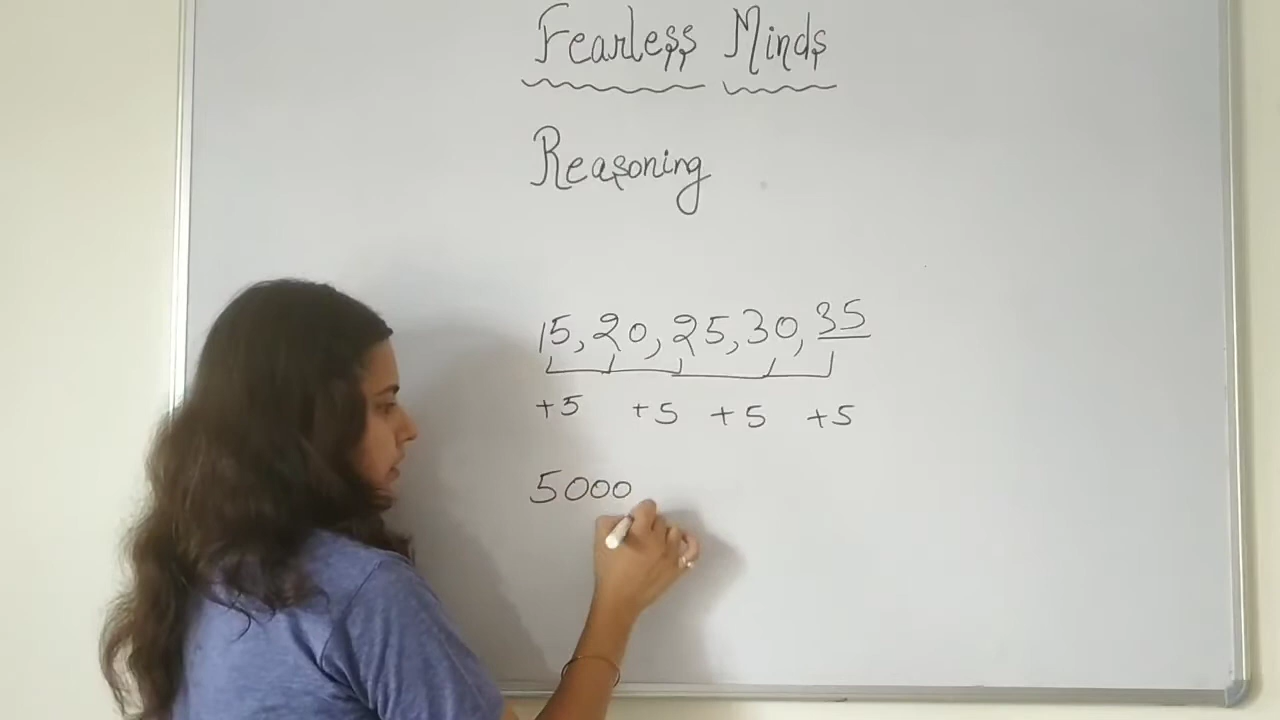 Fearless Minds
Reasoning
15, 20, 25, 30, 35
+5 +5 +5 +5
5000